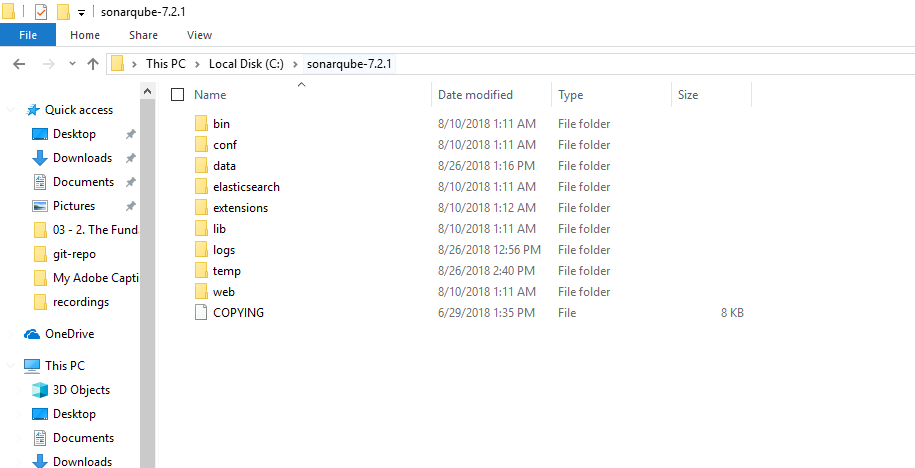 sonarqube-7.2.1
File Home Share View
This PC Local Disk (C:) sonarqube-7.2.1
Name Date modified Type Size
Quick access
Desktop
Downloads
Documents
Pictures
03 - 2. The Funda
git-repo
My Adobe Capti
recordings
OneDrive
This PC
3D Objects
Desktop
Documents
Downloads
bin 8/10/2018 1:11 AM File folder
conf 8/10/2018 1:11 AM File folder
data 8/26/2018 1:16 PM File folder
elasticsearch 8/10/2018 1:11 AM File folder
extensions 8/10/2018 1:12 AM File folder
lib 8/10/2018 1:11 AM File folder
logs 8/26/2018 12:56 PM File folder
temp 8/26/2018 2:40 PM File folder
web 8/10/2018 1:11 AM File folder
COPYING 6/29/2018 1:35 PM File 8 KB